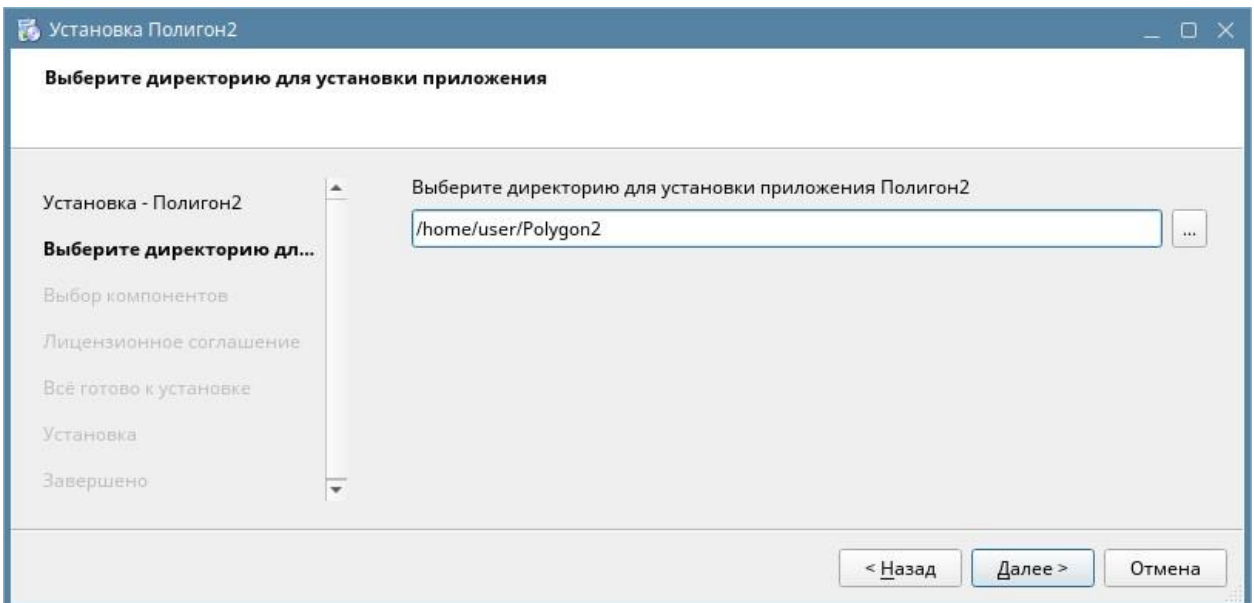 Установка Полигон2
Выберите директорию для установки приложения
Установка - Полигон2
Выберите директорию дл...
Выбор компонентов
Лицензионное соглашение
Всё готово к установке
Установка
Завершено
Выберите директорию для установки приложения Полигон2
/home/user/Polygon2
...
< Назад
Далее >
Отмена